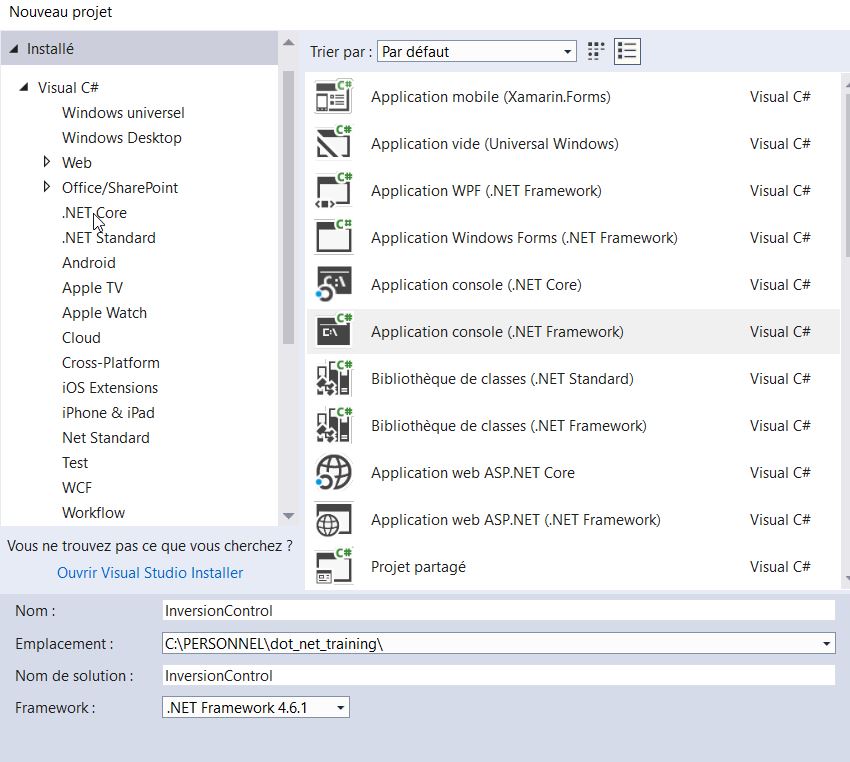 Nouveau projet
Installé
Visual C#
Windows universel
Windows Desktop
Web
Office/SharePoint
.NET Core
.NET Standard
Android
Apple TV
Apple Watch
Cloud
Cross-Platform
iOS Extensions
iPhone & iPad
Net Standard
Test
WCF
Workflow
Vous ne trouvez pas ce que vous cherchez ?
Ouvrir Visual Studio Installer
Trier par : Par défaut
Application mobile (Xamarin.Forms) Visual C#
Application vide (Universal Windows) Visual C#
Application WPF (.NET Framework) Visual C#
Application Windows Forms (.NET Framework) Visual C#
Application console (.NET Core) Visual C#
Application console (.NET Framework) Visual C#
Bibliothèque de classes (.NET Standard) Visual C#
Bibliothèque de classes (.NET Framework) Visual C#
Application web ASP.NET Core Visual C#
Application web ASP.NET (.NET Framework) Visual C#
Projet partagé Visual C#
Nom : InversionControl
Emplacement : C:\PERSONNEL\dot_net_training\
Nom de solution : InversionControl
Framework : .NET Framework 4.6.1